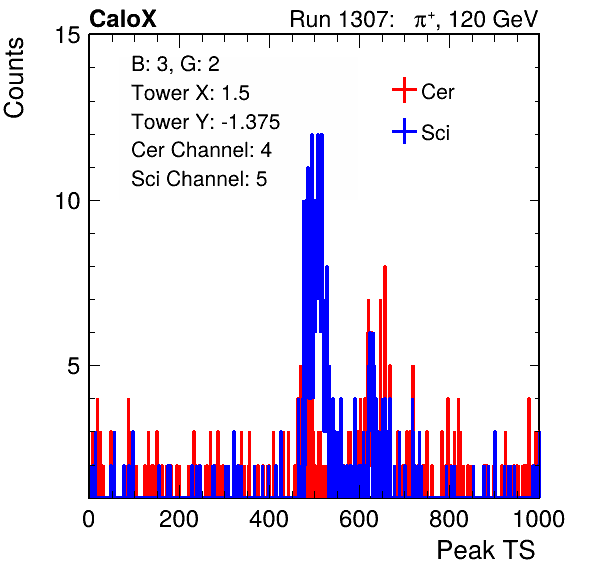 CaloX Run 1307: π⁺, 120 GeV
Counts
15
10
5
B: 3, G: 2
Tower X: 1.5
Tower Y: -1.375
Cer Channel: 4
Sci Channel: 5
Cer
Sci
0 200 400 600 800 1000
Peak TS